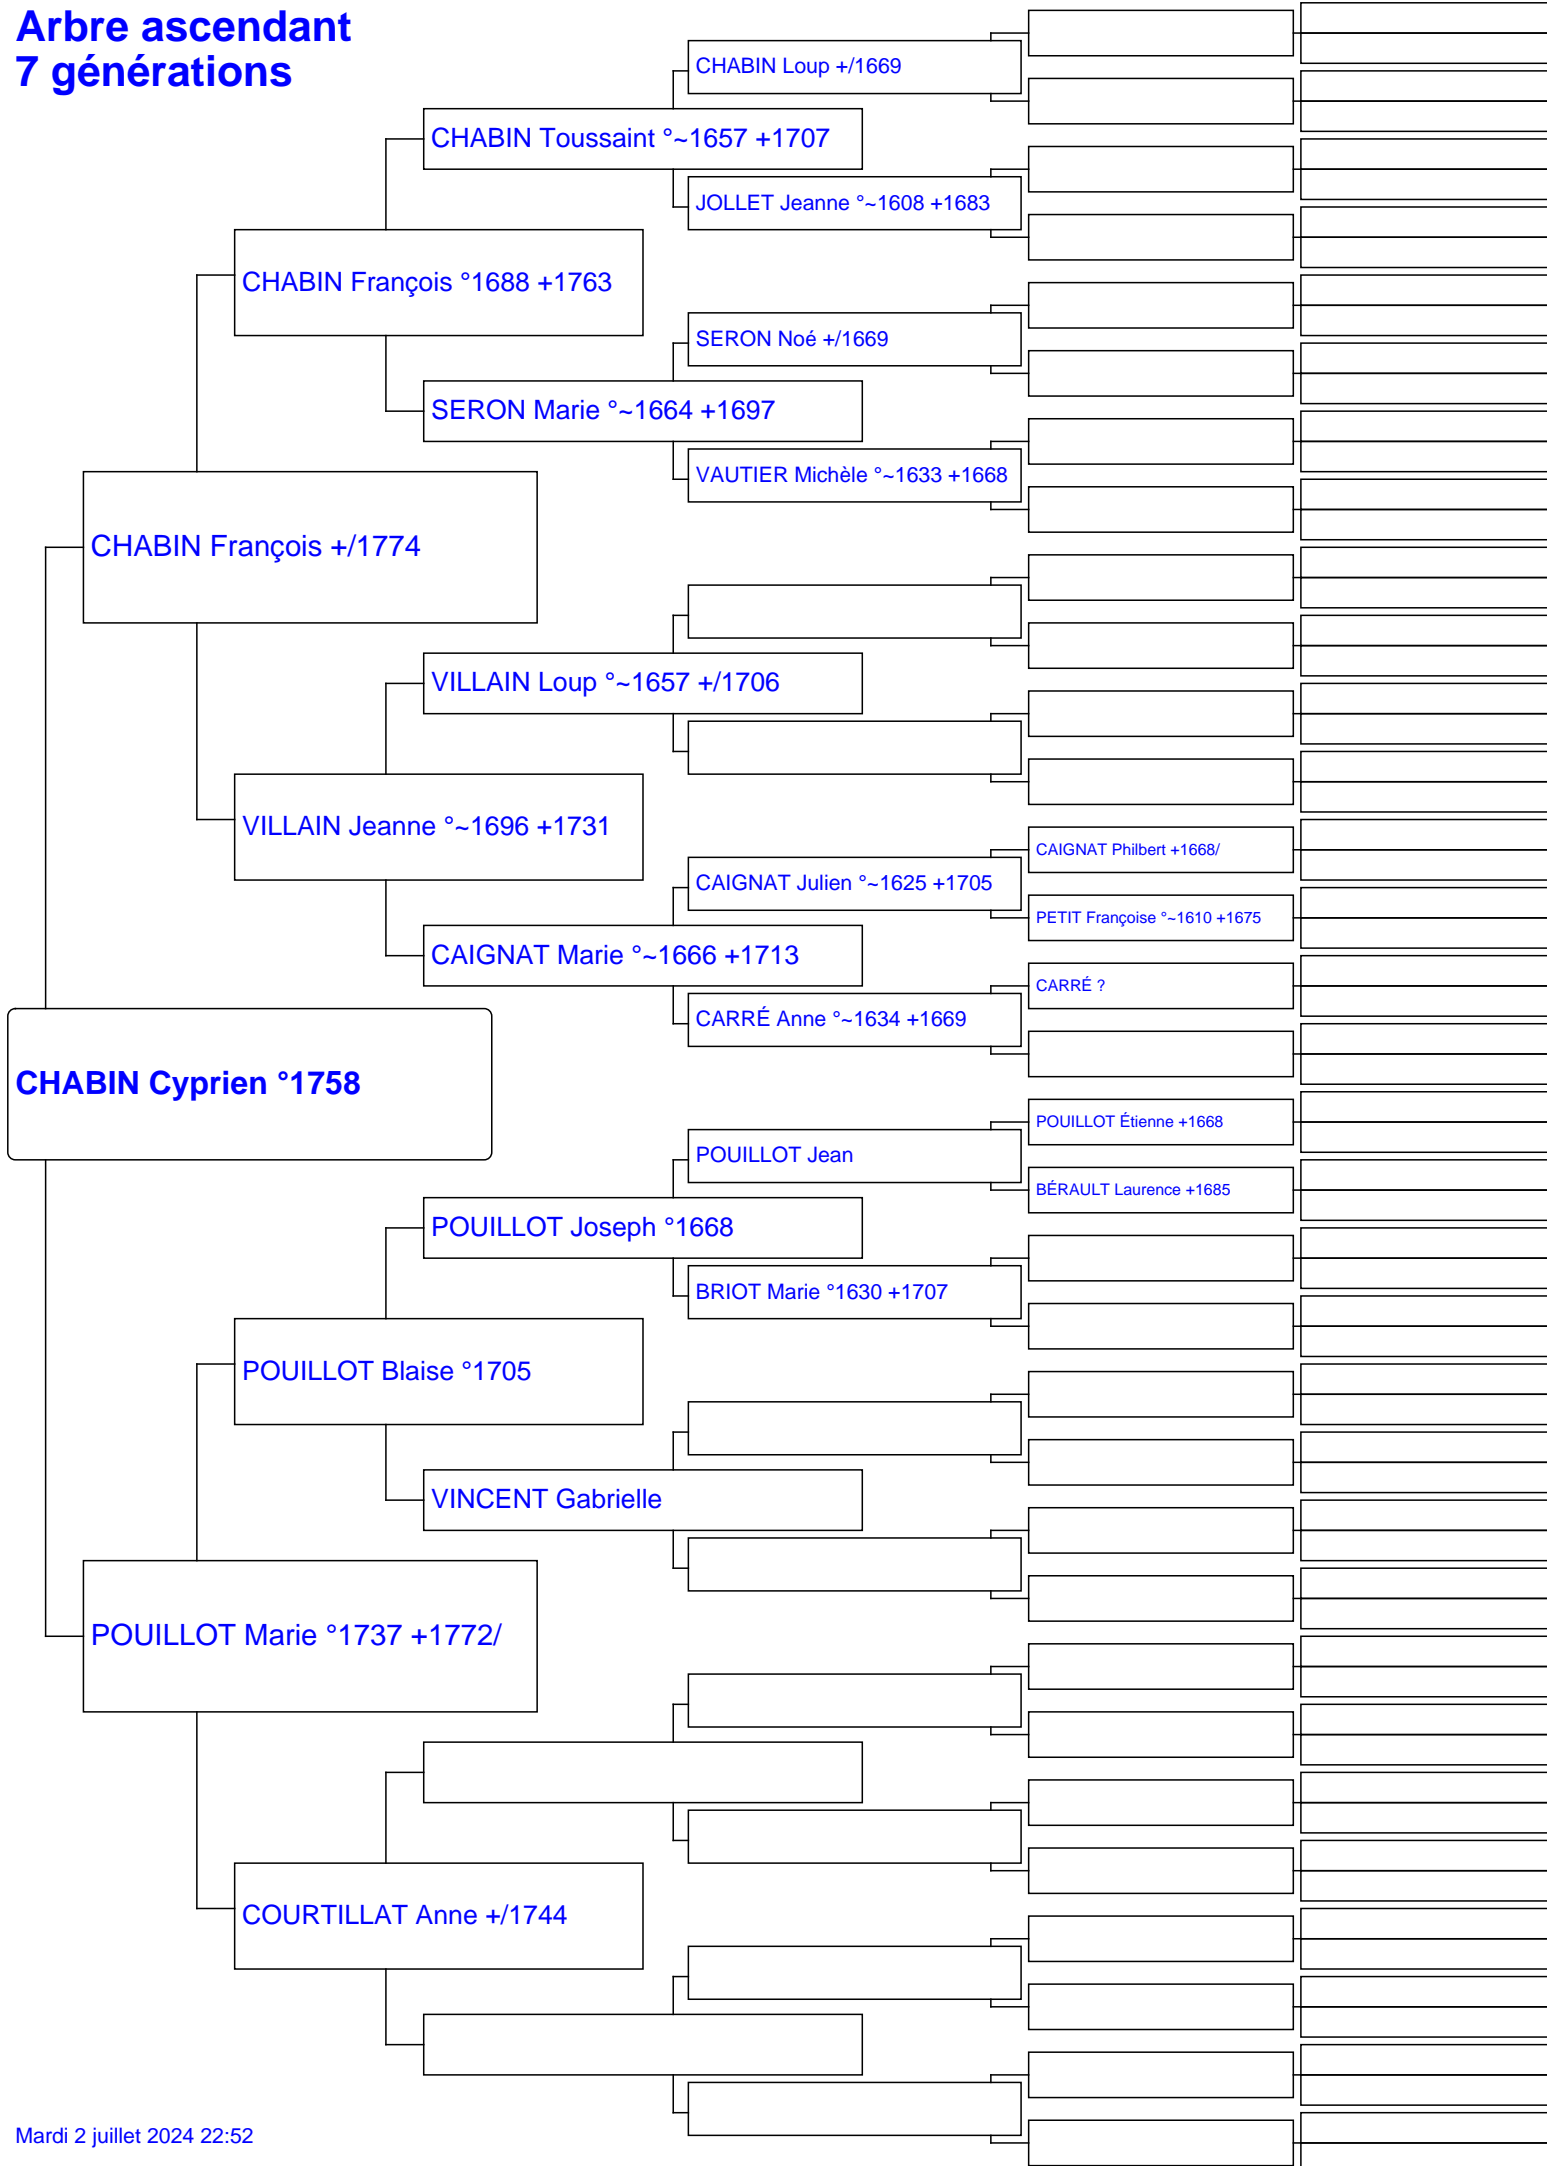 Arbre ascendant
7 générations
CHABIN Loup +/1669
CHABIN Toussaint °~1657 +1707
JOLLET Jeanne °~1608 +1683
CHABIN François °1688 +1763
SERON Noé +/1669
SERON Marie °~1664 +1697
VAUTIER Michèle °~1633 +1668
CHABIN François +/1774
VILLAIN Loup °~1657 +/1706
VILLAIN Jeanne °~1696 +1731
CAIGNAT Philbert +1668/
CAIGNAT Julien °~1625 +1705
PETIT Françoise °~1610 +1675
CAIGNAT Marie °~1666 +1713
CARRÉ ?
CARRÉ Anne °~1634 +1669
CHABIN Cyprien °1758
POUILLOT Étienne +1668
POUILLOT Jean
BÉRAULT Laurence +1685
POUILLOT Joseph °1668
BRIOT Marie °1630 +1707
POUILLOT Blaise °1705
VINCENT Gabrielle
POUILLOT Marie °1737 +1772/
COURTILLAT Anne +/1744
Mardi 2 juillet 2024 22:52